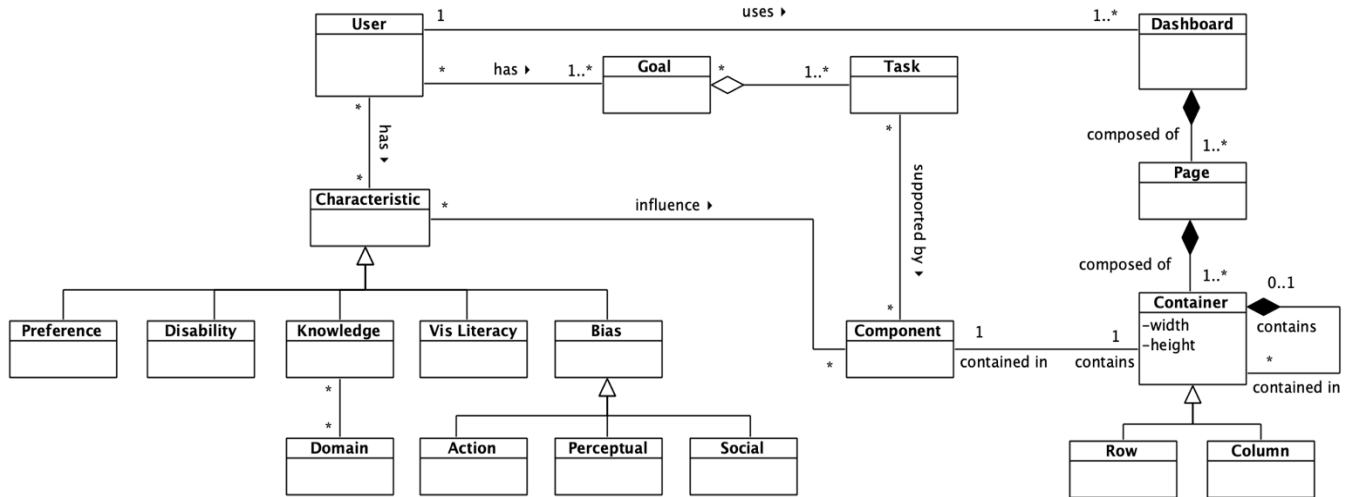 User
1
uses ▸
1..*
Dashboard
*
has ▸
1..*
Goal
*
1..*
Task
*
has ▸
*
*
supported by ▸
*
composed of
1..*
Page
Characteristic
*
influence ▸
*
composed of
1..*
0..1
Preference
Disability
Knowledge
Vis Literacy
Bias
Component
1
contained in
1
contains
Container
-width
-height
contains
*
contained in
*
*
Domain
Action
Perceptual
Social
Row
Column